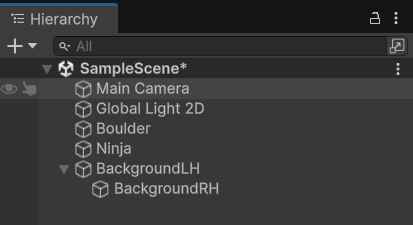 Hierarchy
All
SampleScene*
Main Camera
Global Light 2D
Boulder
Ninja
BackgroundLH
BackgroundRH